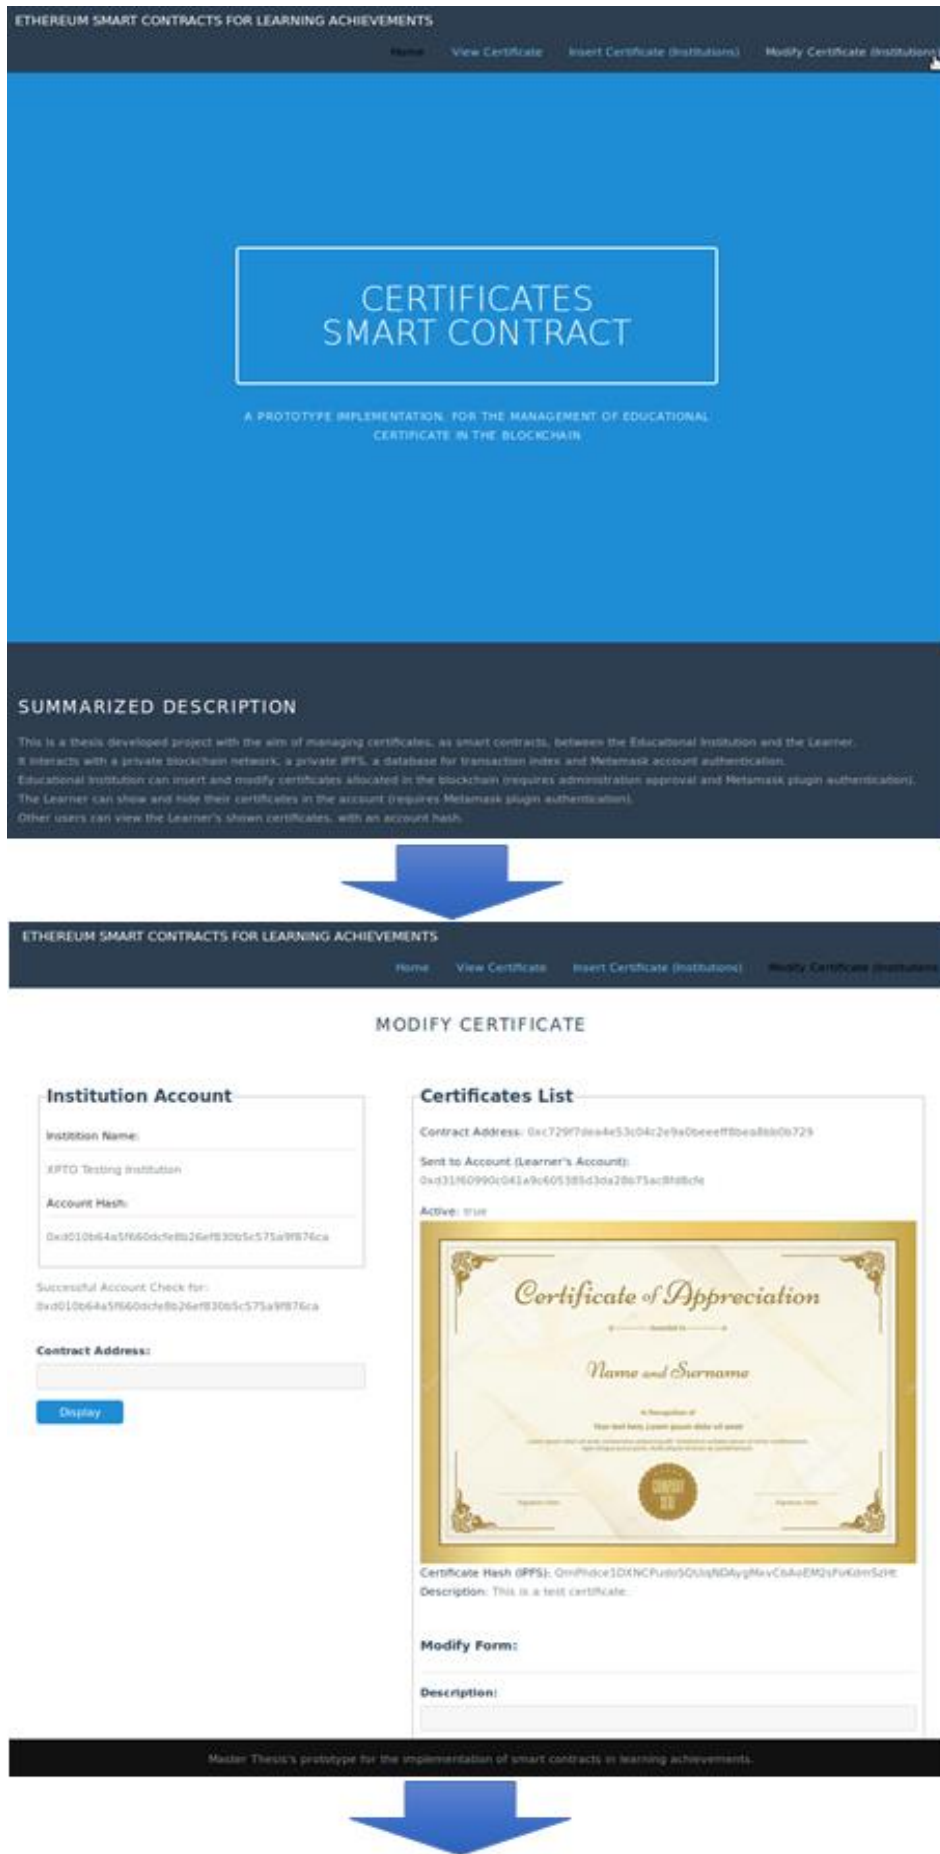 ETHEREUM SMART CONTRACTS FOR LEARNING ACHIEVEMENTS
Home View Certificate Insert Certificate (Institutions) Modify Certificate (Institutions)
CERTIFICATES
SMART CONTRACT
A PROTOTYPE IMPLEMENTATION, FOR THE MANAGEMENT OF EDUCATIONAL
CERTIFICATE IN THE BLOCKCHAIN
SUMMARIZED DESCRIPTION
This is a thesis developed project with the aim of managing certificates, as smart contracts, between the Educational Institution and the Learner.
It interacts with a private blockchain network, a private IPFS, a database for transaction index and Metamask account authentication.
Educational Institution can insert and modify certificates allocated in the blockchain (requires administration approval and Metamask plugin authentication).
The Learner can show and hide their certificates in the account (requires Metamask plugin authentication).
Other users can view the Learner's shown certificates, with an account hash.
ETHEREUM SMART CONTRACTS FOR LEARNING ACHIEVEMENTS
Home View Certificate Insert Certificate (Institutions) Modify Certificate (Institutions)
MODIFY CERTIFICATE
Institution Account
Instition Name:
XPTO Testing Institution
Account Hash:
Successful Account Check for:
Contract Address:
Display
Certificates List
Contract Address:
Sent to Account (Learner's Account):
Active: true
Certificate of Appreciation
Awarded to
Name and Surname
In Recognition of
COMPANY
Certificate Hash (IPFS):
Description: This is a test certificate.
Modify Form:
Description:
Master Thesis's prototype for the implementation of smart contracts in learning achievements.